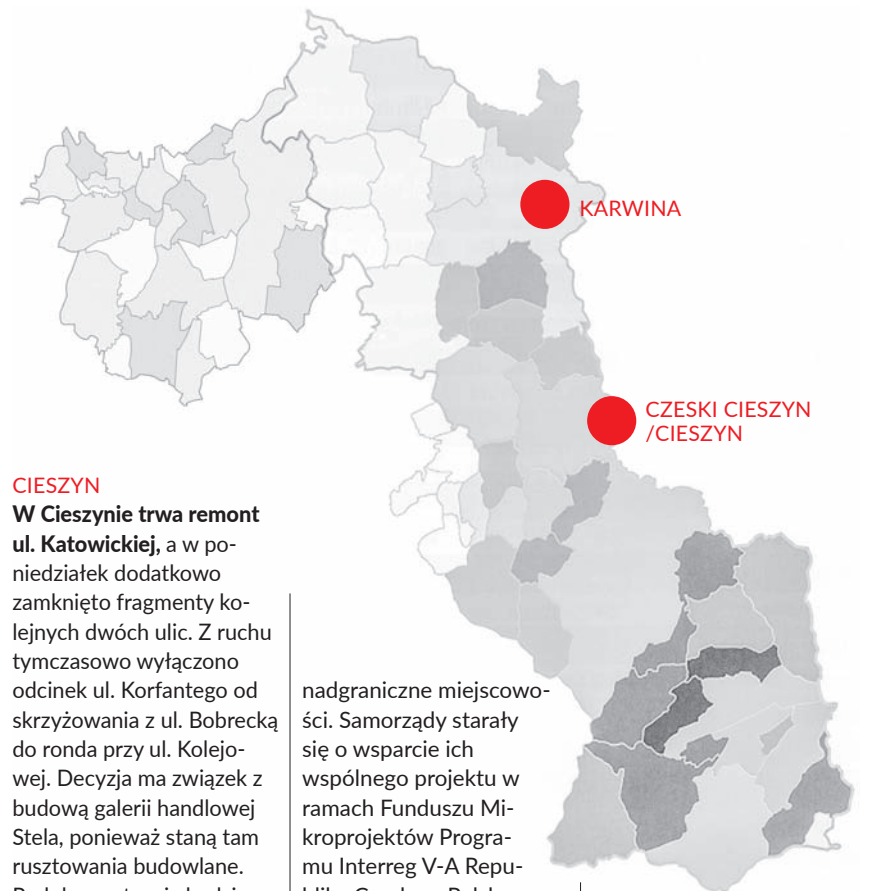 KARWINA
CZESKI CIESZYN
/CIESZYN
CIESZYN
W Cieszynie trwa remont
ul. Katowickiej, a w po-
niedziałek dodatkowo
zamknięto fragmenty ko-
lejnych dwóch ulic. Z ruchu
tymczasowo wyłączono
odcinek ul. Korfantego od
skrzyżowania z ul. Bobrecką
do ronda przy ul. Kolejo-
wej. Decyzja ma związek z
budową galerii handlowej
Stela, ponieważ staną tam
rusztowania budowlane.
nadgraniczne miejscowo-
ści. Samorządy starały
się o wsparcie ich
wspólnego projektu w
ramach Funduszu Mi-
kroprojektów Progra-
mu Interreg V-A Repu-